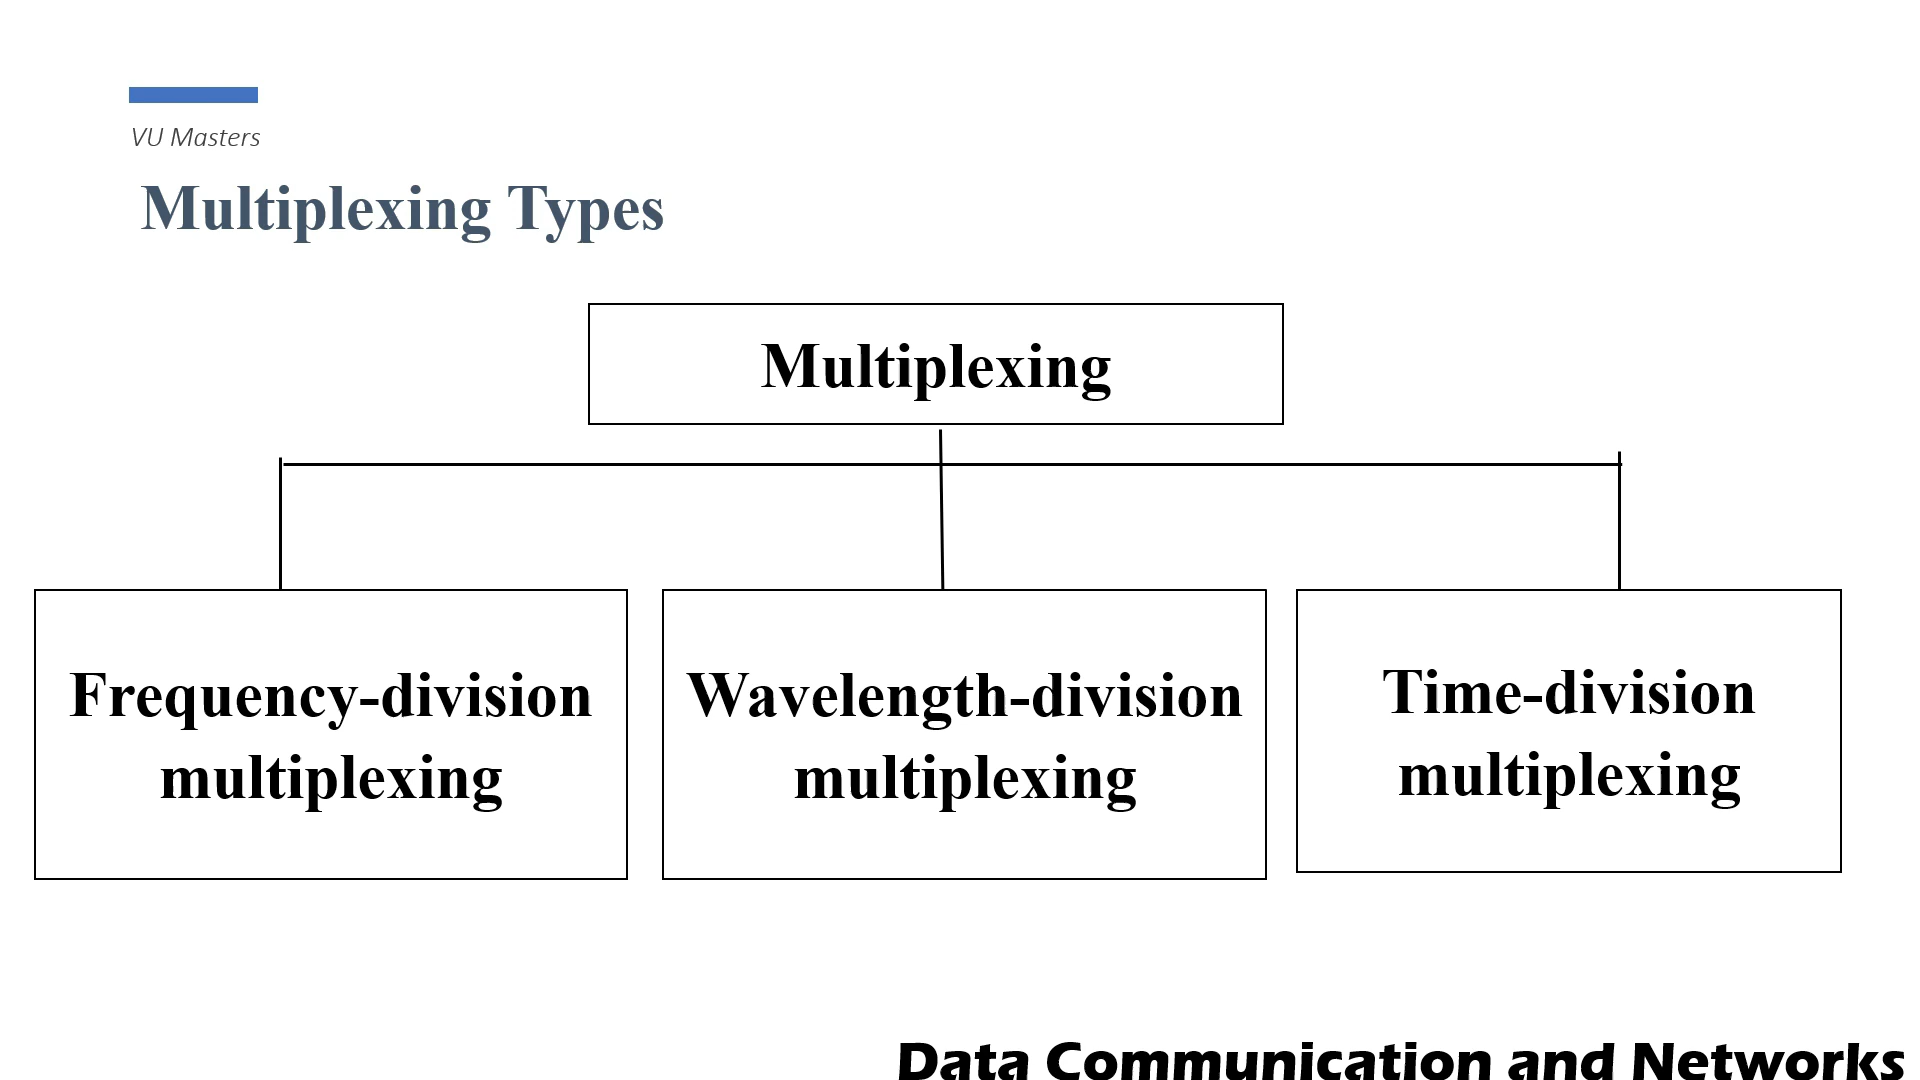 VU Masters
Multiplexing Types
Multiplexing
Frequency-division
multiplexing
Wavelength-division
multiplexing
Time-division
multiplexing
Data Communication and Networks